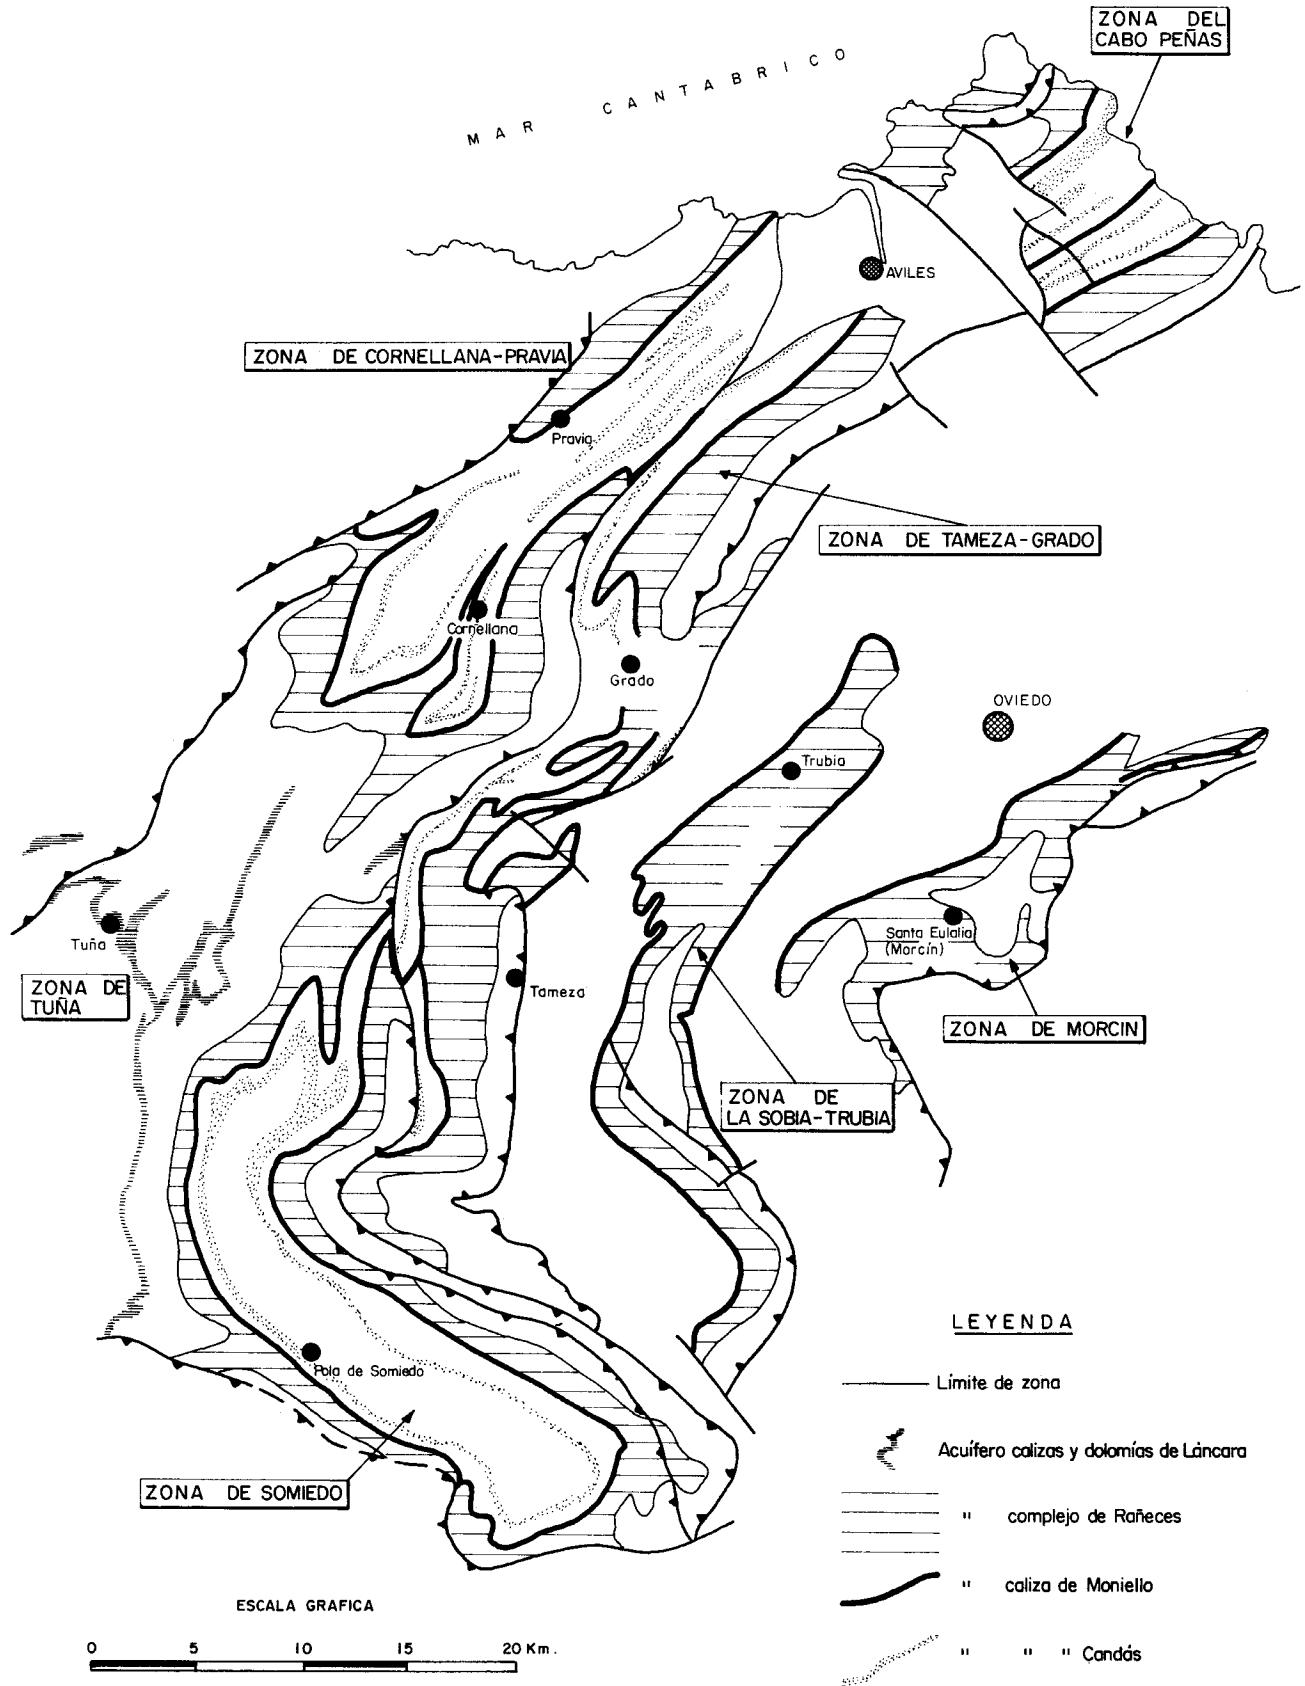 ZONA DEL
CABO PEÑAS
MAR CANTABRICO
AVILES
ZONA DE CORNELLANA-PRAVIA
Pravia
ZONA DE TAMEZA-GRADO
Cornellana
Grado
OVIEDO
Trubia
Tuña
Santa Eulalia
(Morcín)
ZONA DE
TUÑA
Tameza
ZONA DE MORCIN
ZONA DE
LA SOBIA-TRUBIA
Pola de Somiedo
ZONA DE SOMIEDO
LEYENDA
Límite de zona
Acuífero calizas y dolomías de Láncara
" complejo de Rañeces
" caliza de Moniello
" " " Candás
ESCALA GRAFICA
0 5 10 15 20 Km.